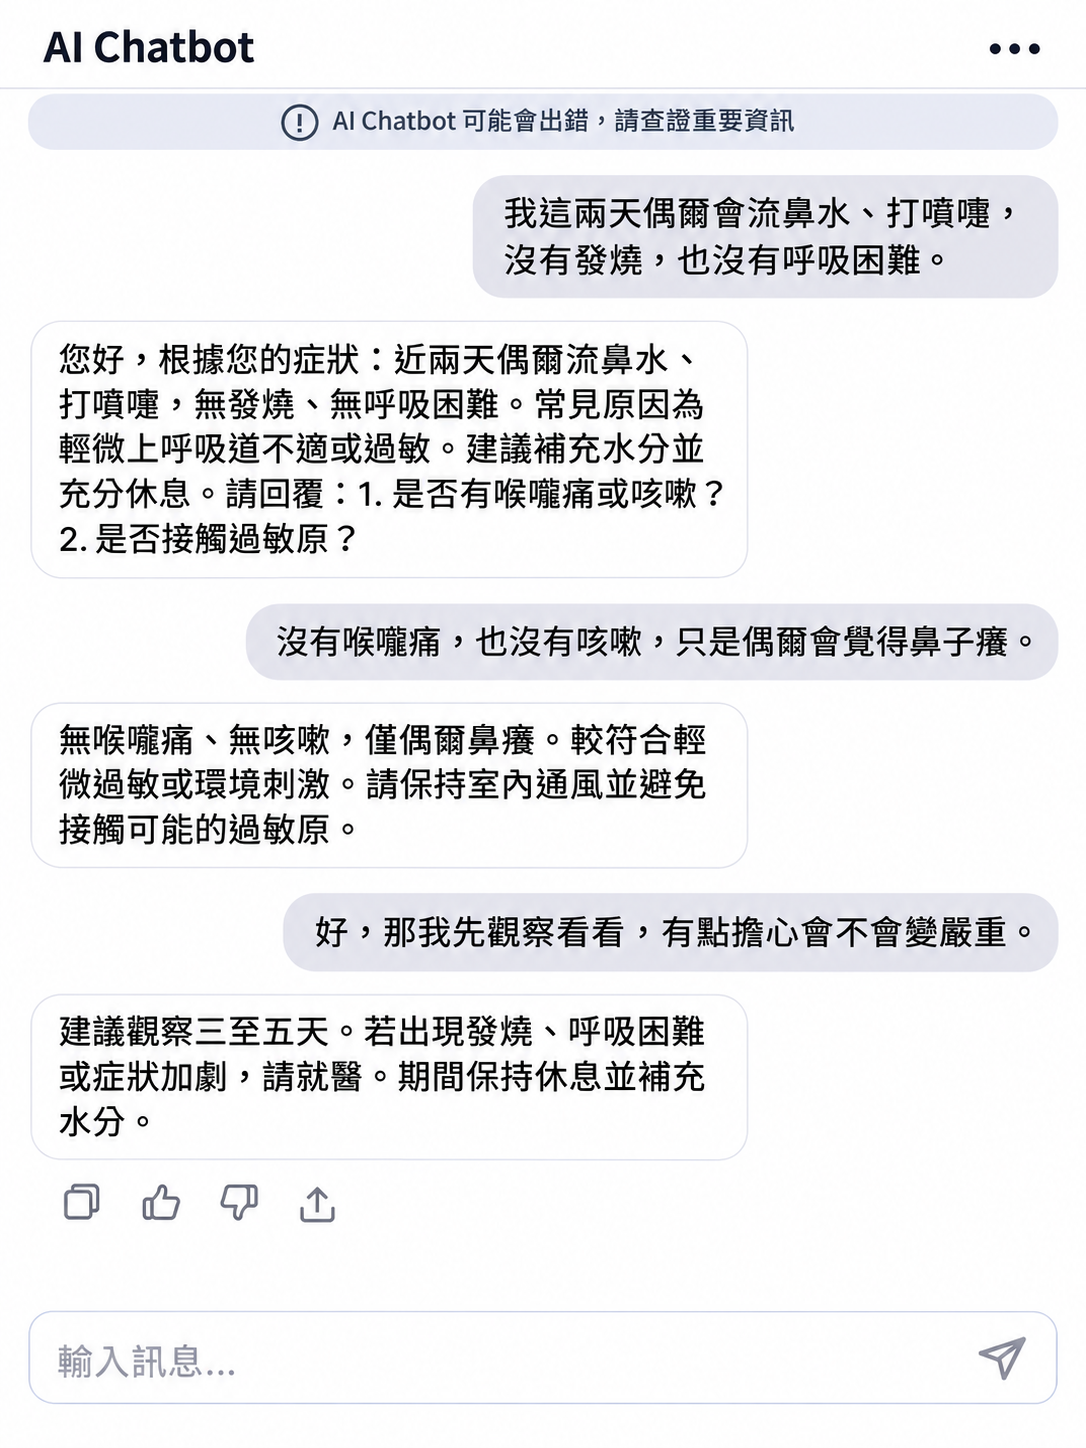 AI Chatbot
AI Chatbot 可能會出錯，請查證重要資訊
我這兩天偶爾會流鼻水、打噴嚏，
沒有發燒，也沒有呼吸困難。
您好，根據您的症狀：近兩天偶爾流鼻水、
打噴嚏，無發燒、無呼吸困難。常見原因為
輕微上呼吸道不適或過敏。建議補充水分並
充分休息。請回覆：1. 是否有喉嚨痛或咳嗽？
2. 是否接觸過敏原？
沒有喉嚨痛，也沒有咳嗽，只是偶爾會覺得鼻子癢。
無喉嚨痛、無咳嗽，僅偶爾鼻癢。較符合輕
微過敏或環境刺激。請保持室內通風並避免
接觸可能的過敏原。
好，那我先觀察看看，有點擔心會不會變嚴重。
建議觀察三至五天。若出現發燒、呼吸困難
或症狀加劇，請就醫。期間保持休息並補充
水分。
輸入訊息...